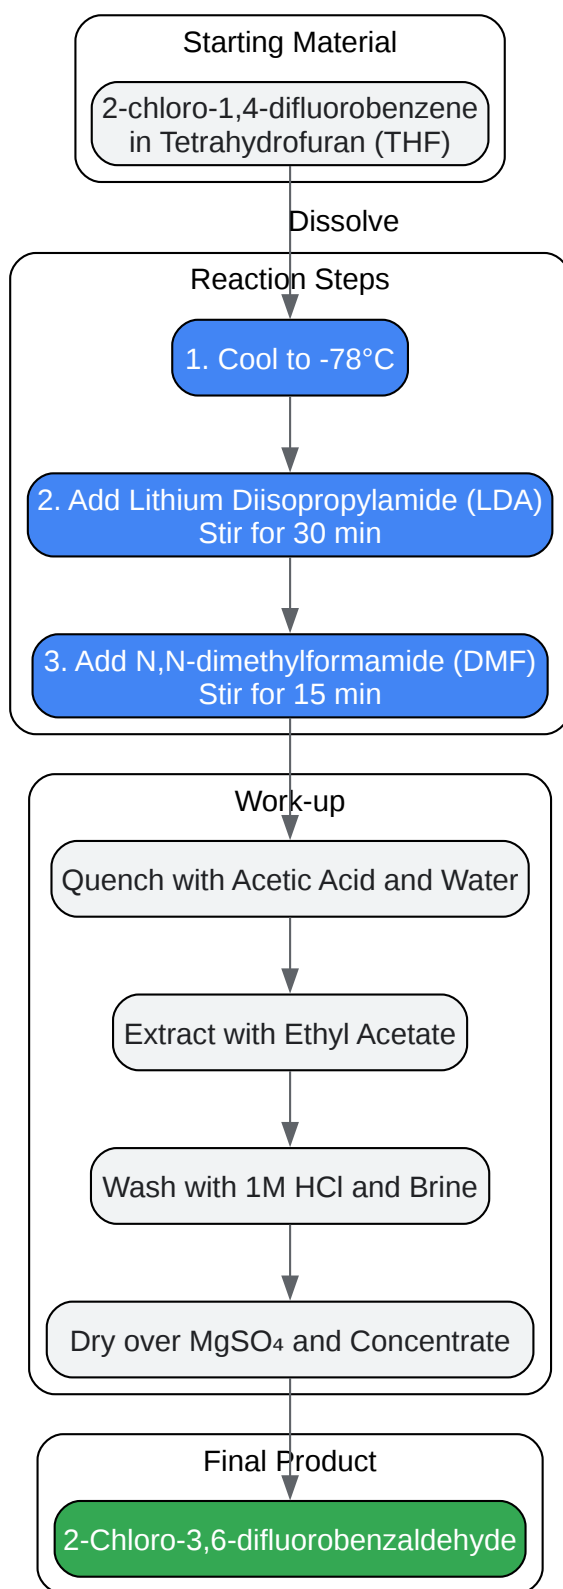 Starting Material
2-chloro-1,4-difluorobenzene
in Tetrahydrofuran (THF)
Dissolve
Reaction Steps
1. Cool to -78°C
2. Add Lithium Diisopropylamide (LDA)
Stir for 30 min
3. Add N,N-dimethylformamide (DMF)
Stir for 15 min
Work-up
Quench with Acetic Acid and Water
Extract with Ethyl Acetate
Wash with 1M HCl and Brine
Dry over MgSO₄ and Concentrate
Final Product
2-Chloro-3,6-difluorobenzaldehyde